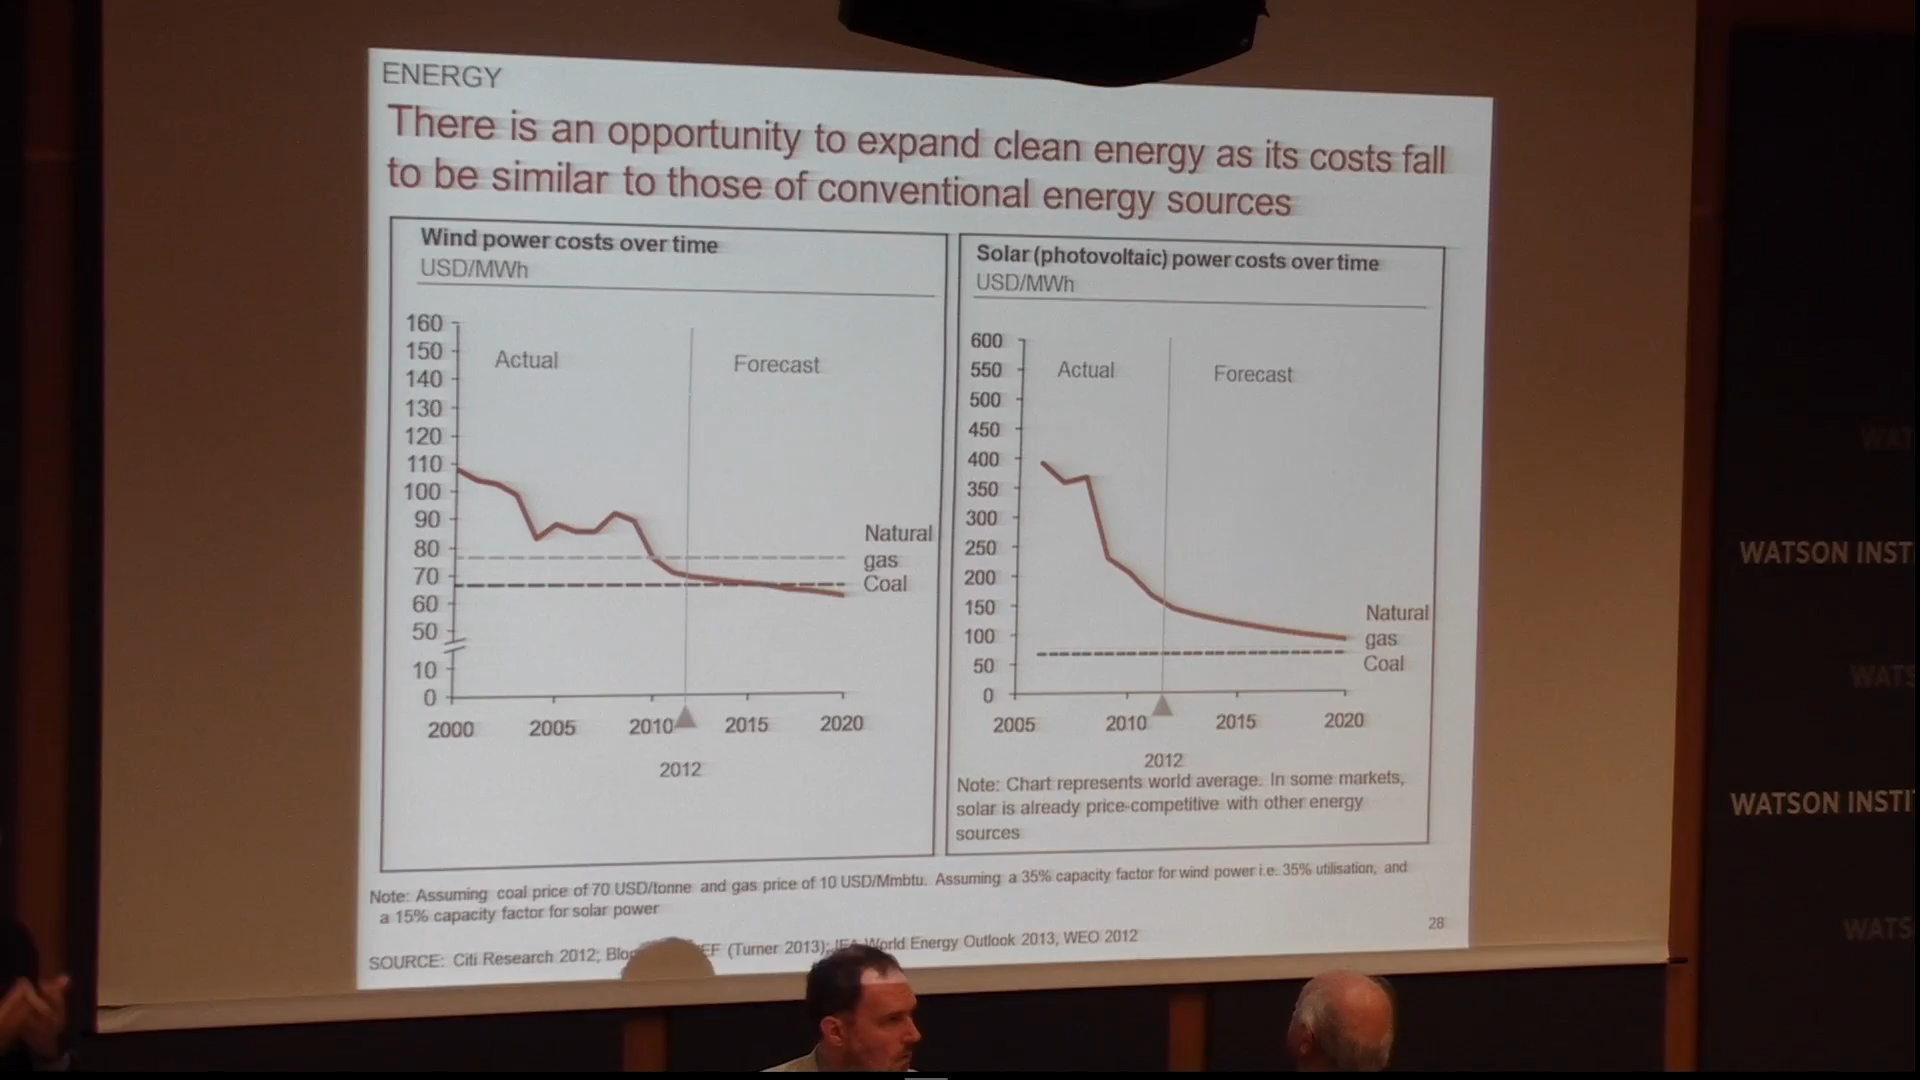 ENERGY
There is an opportunity to expand clean energy as its costs fall
to be similar to those of conventional energy sources
Wind power costs over time
USD/MWh
160
150
140
130
120
110
100
90
80
70
60
50
10
0
Actual
Forecast
Natural
gas
Coal
2000
2005
2010
2015
2020
2012
Solar (photovoltaic) power costs over time
USD/MWh
600
550
500
450
400
350
300
250
200
150
100
50
0
Actual
Forecast
Natural
gas
Coal
2005
2010
2015
2020
2012
Note: Chart represents world average. In some markets,
solar is already price-competitive with other energy
sources
Note: Assuming coal price of 70 USD/tonne and gas price of 10 USD/Mmbtu. Assuming a 35% capacity factor for wind power i.e. 35% utilisation, and
a 15% capacity factor for solar power
28
SOURCE: Citi Research 2012; (Turner 2013); IEA World Energy Outlook 2013, WEO 2012
WAT
WATSON INST
WATS
WATSON INSTI
WATS